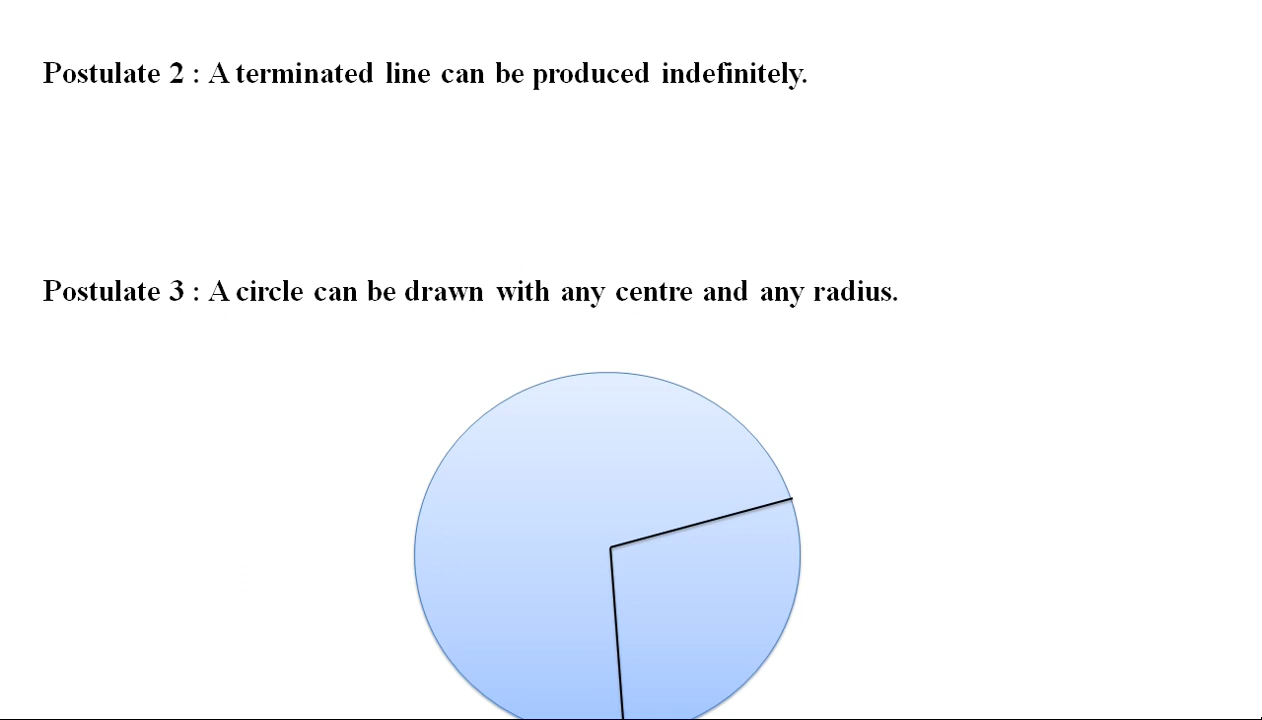 Postulate 2 : A terminated line can be produced indefinitely.
Postulate 3 : A circle can be drawn with any centre and any radius.